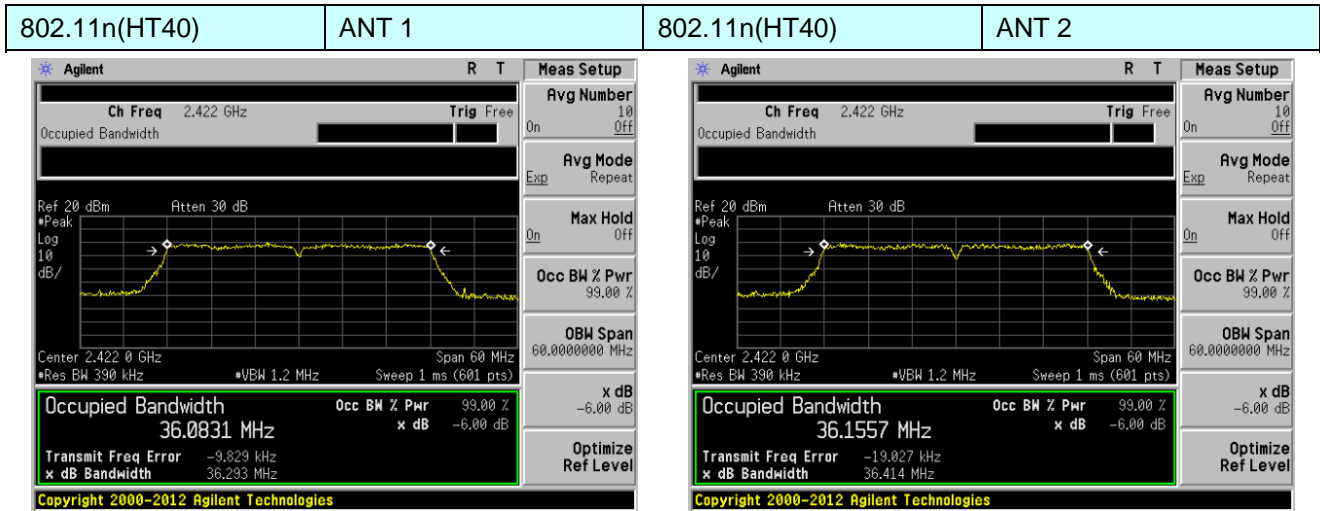 802.11n(HT40) ANT 1 802.11n(HT40) ANT 2
Agilent R T
Ch Freq 2.422 GHz Trig Free
Occupied Bandwidth
Ref 20 dBm Atten 30 dB
#Peak
Log
10
dB/
Center 2.422 0 GHz Span 60 MHz
#Res BW 390 kHz #VBW 1.2 MHz Sweep 1 ms (601 pts)
Occupied Bandwidth Occ BW % Pwr 99.00 %
36.0831 MHz x dB -6.00 dB
Transmit Freq Error -9.829 kHz
x dB Bandwidth 36.293 MHz
Copyright 2000-2012 Agilent Technologies
Meas Setup
Avg Number
10
On Off
Avg Mode
Exp Repeat
Max Hold
On Off
Occ BW % Pwr
99.00 %
OBW Span
60.0000000 MHz
x dB
-6.00 dB
Optimize
Ref Level
Agilent R T
Ch Freq 2.422 GHz Trig Free
Occupied Bandwidth
Ref 20 dBm Atten 30 dB
#Peak
Log
10
dB/
Center 2.422 0 GHz Span 60 MHz
#Res BW 390 kHz #VBW 1.2 MHz Sweep 1 ms (601 pts)
Occupied Bandwidth Occ BW % Pwr 99.00 %
36.1557 MHz x dB -6.00 dB
Transmit Freq Error -19.027 kHz
x dB Bandwidth 36.414 MHz
Copyright 2000-2012 Agilent Technologies
Meas Setup
Avg Number
10
On Off
Avg Mode
Exp Repeat
Max Hold
On Off
Occ BW % Pwr
99.00 %
OBW Span
60.0000000 MHz
x dB
-6.00 dB
Optimize
Ref Level